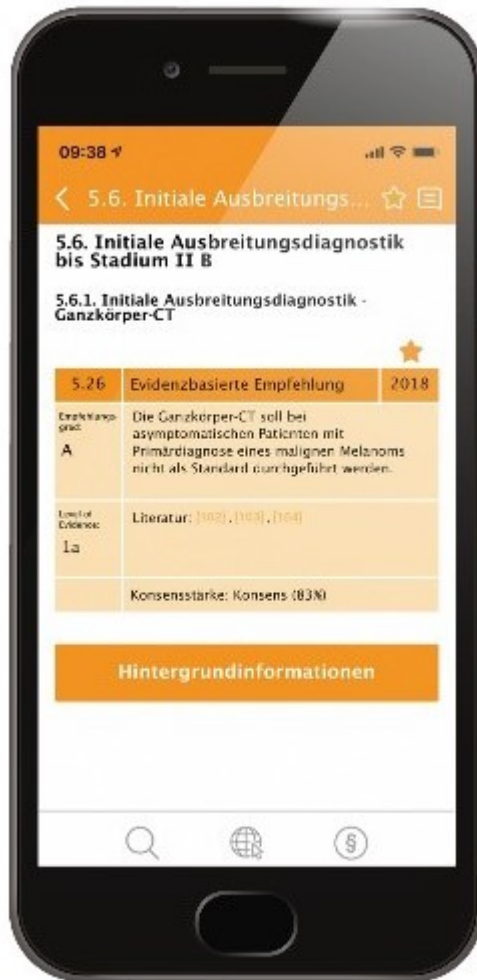 09:38
5.6. Initiale Ausbreitungs...
5.6. Initiale Ausbreitungsdiagnostik
bis Stadium II B
5.6.1. Initiale Ausbreitungsdiagnostik -
Ganzkörper-CT
5.26 Evidenzbasierte Empfehlung 2018
Empfehlungs-
grad:
A
Die Ganzkörper-CT soll bei
asymptomatischen Patienten mit
Primärdiagnose eines malignen Melanoms
nicht als Standard durchgeführt werden.
Level of
Evidence:
1a
Literatur: [102], [103], [104]
Konsensstärke: Konsens (83%)
Hintergrundinformationen
§